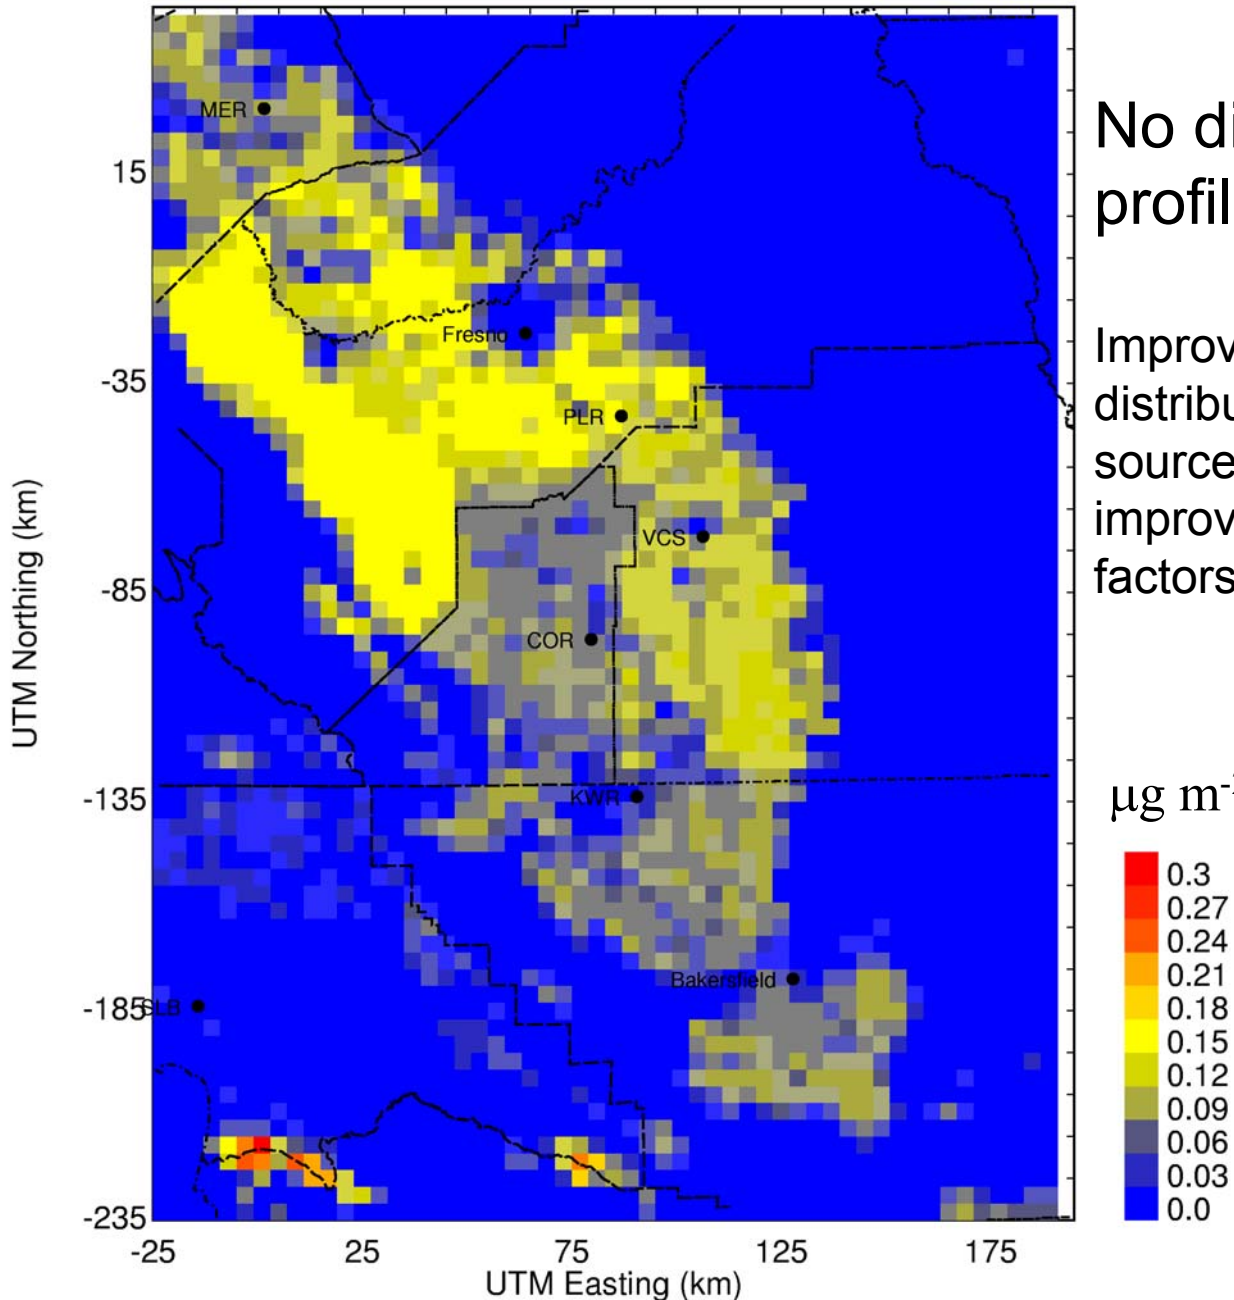 No di
profil
Improv
distribu
source
improv
factors
MER
Fresno
PLR
VCS
COR
KWR
Bakersfield
SLB
15
-35
-85
-135
-185
-235
UTM Northing (km)
-25 25 75 125 175
UTM Easting (km)
μg m-
0.3
0.27
0.24
0.21
0.18
0.15
0.12
0.09
0.06
0.03
0.0